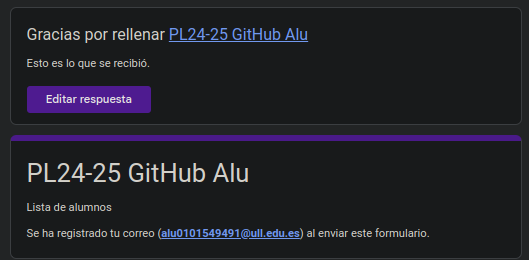 Gracias por rellenar PL24-25 GitHub Alu
Esto es lo que se recibió.
Editar respuesta
PL24-25 GitHub Alu
Lista de alumnos
Se ha registrado tu correo (alu0101549491@ull.edu.es) al enviar este formulario.